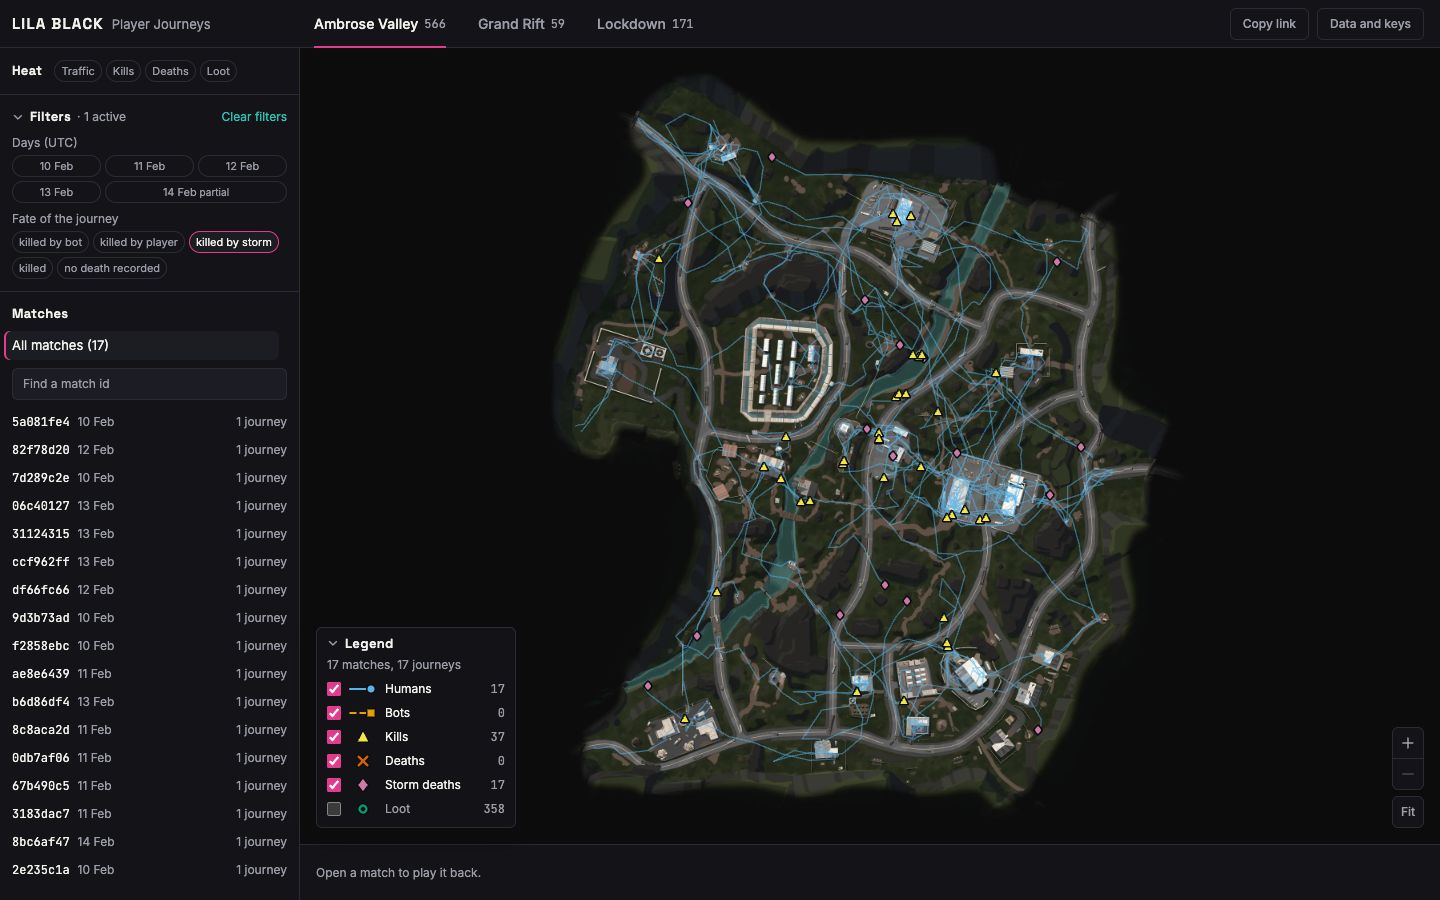 LILA BLACK Player Journeys
Ambrose Valley 566 Grand Rift 59 Lockdown 171
Copy link Data and keys
Heat Traffic Kills Deaths Loot
Filters · 1 active Clear filters
Days (UTC)
10 Feb 11 Feb 12 Feb
13 Feb 14 Feb partial
Fate of the journey
killed by bot killed by player killed by storm
killed no death recorded
Matches
All matches (17)
Find a match id
5a081fe4 10 Feb 1 journey
82f78d20 12 Feb 1 journey
7d289c2e 10 Feb 1 journey
06c40127 13 Feb 1 journey
31124315 13 Feb 1 journey
ccf962ff 13 Feb 1 journey
df66fc66 12 Feb 1 journey
9d3b73ad 10 Feb 1 journey
f2858ebc 10 Feb 1 journey
ae8e6439 11 Feb 1 journey
b6d86df4 13 Feb 1 journey
8c8aca2d 11 Feb 1 journey
0db7af06 11 Feb 1 journey
67b490c5 11 Feb 1 journey
3183dac7 11 Feb 1 journey
8bc6af47 14 Feb 1 journey
2e235c1a 10 Feb 1 journey
Legend
17 matches, 17 journeys
Humans 17
Bots 0
Kills 37
Deaths 0
Storm deaths 17
Loot 358
+
−
Fit
Open a match to play it back.